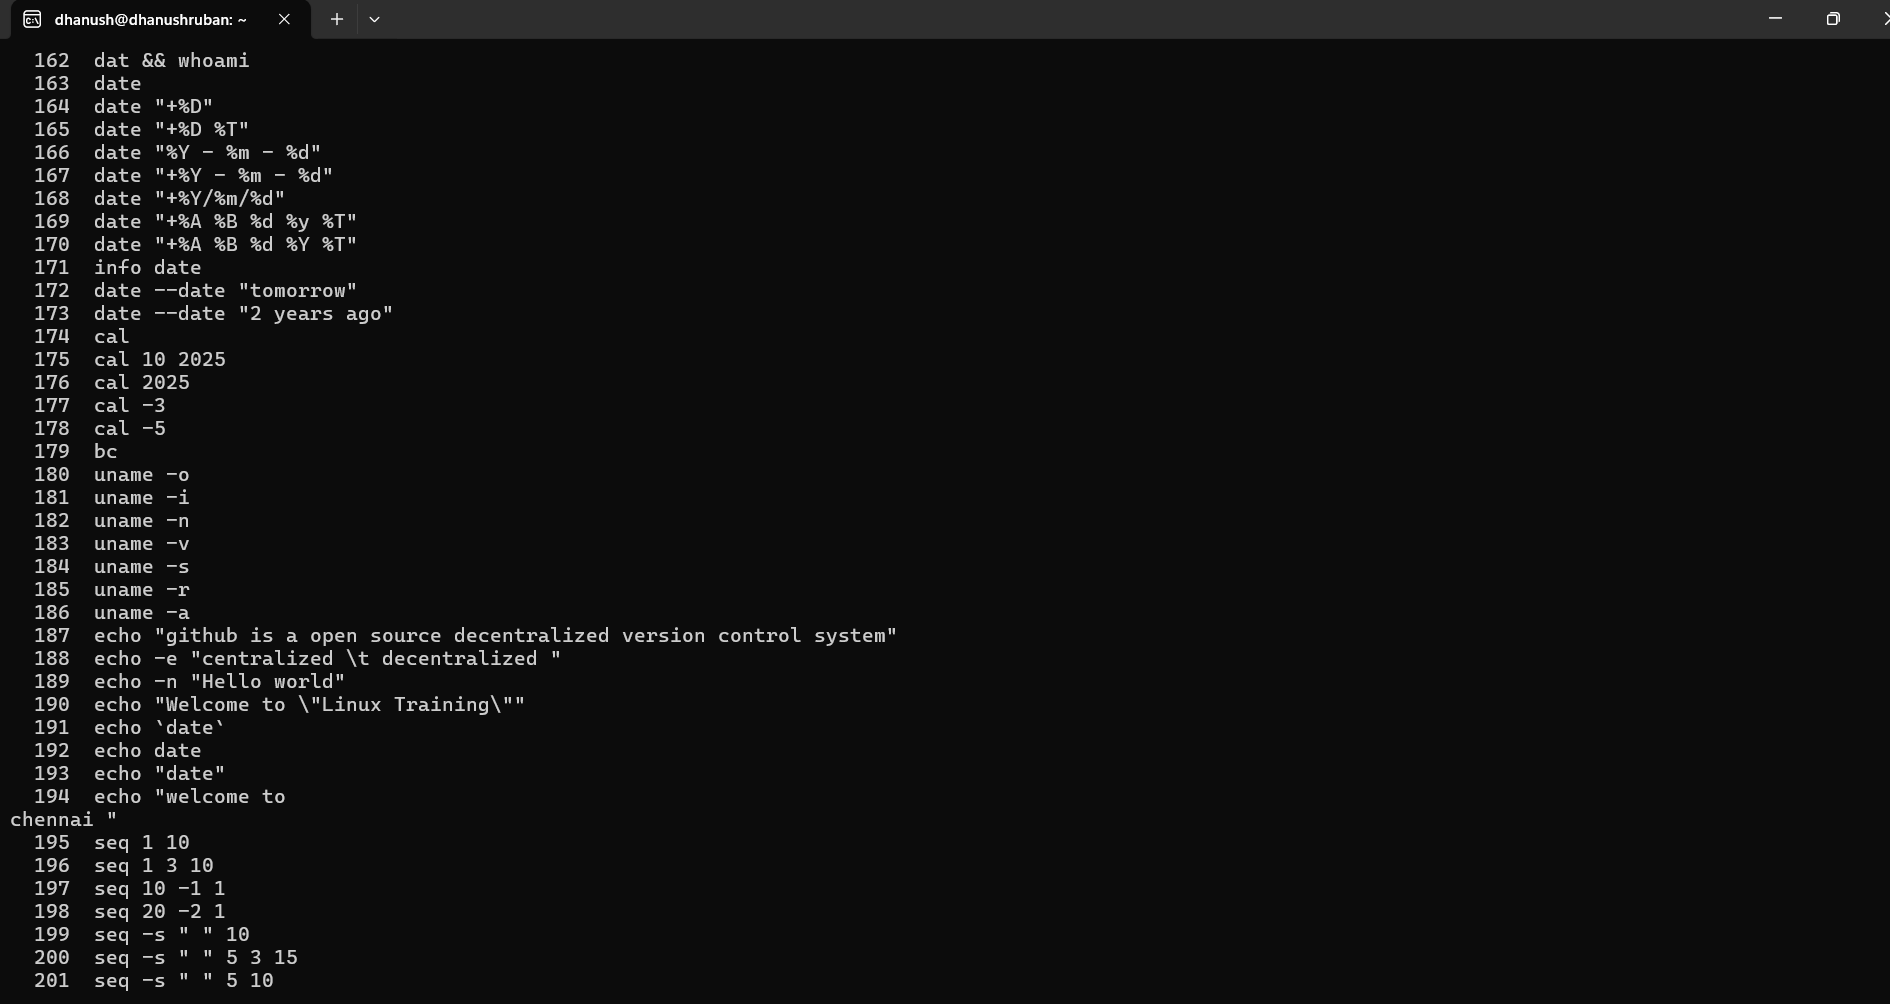 dhanush@dhanushruban: ~
162 dat && whoami
163 date
164 date "+%D"
165 date "+%D %T"
166 date "%Y - %m - %d"
167 date "+%Y - %m - %d"
168 date "+%Y/%m/%d"
169 date "+%A %B %d %y %T"
170 date "+%A %B %d %Y %T"
171 info date
172 date --date "tomorrow"
173 date --date "2 years ago"
174 cal
175 cal 10 2025
176 cal 2025
177 cal -3
178 cal -5
179 bc
180 uname -o
181 uname -i
182 uname -n
183 uname -v
184 uname -s
185 uname -r
186 uname -a
187 echo "github is a open source decentralized version control system"
188 echo -e "centralized \t decentralized "
189 echo -n "Hello world"
190 echo "Welcome to \"Linux Training\""
191 echo `date`
192 echo date
193 echo "date"
194 echo "welcome to
chennai "
195 seq 1 10
196 seq 1 3 10
197 seq 10 -1 1
198 seq 20 -2 1
199 seq -s " " 10
200 seq -s " " 5 3 15
201 seq -s " " 5 10